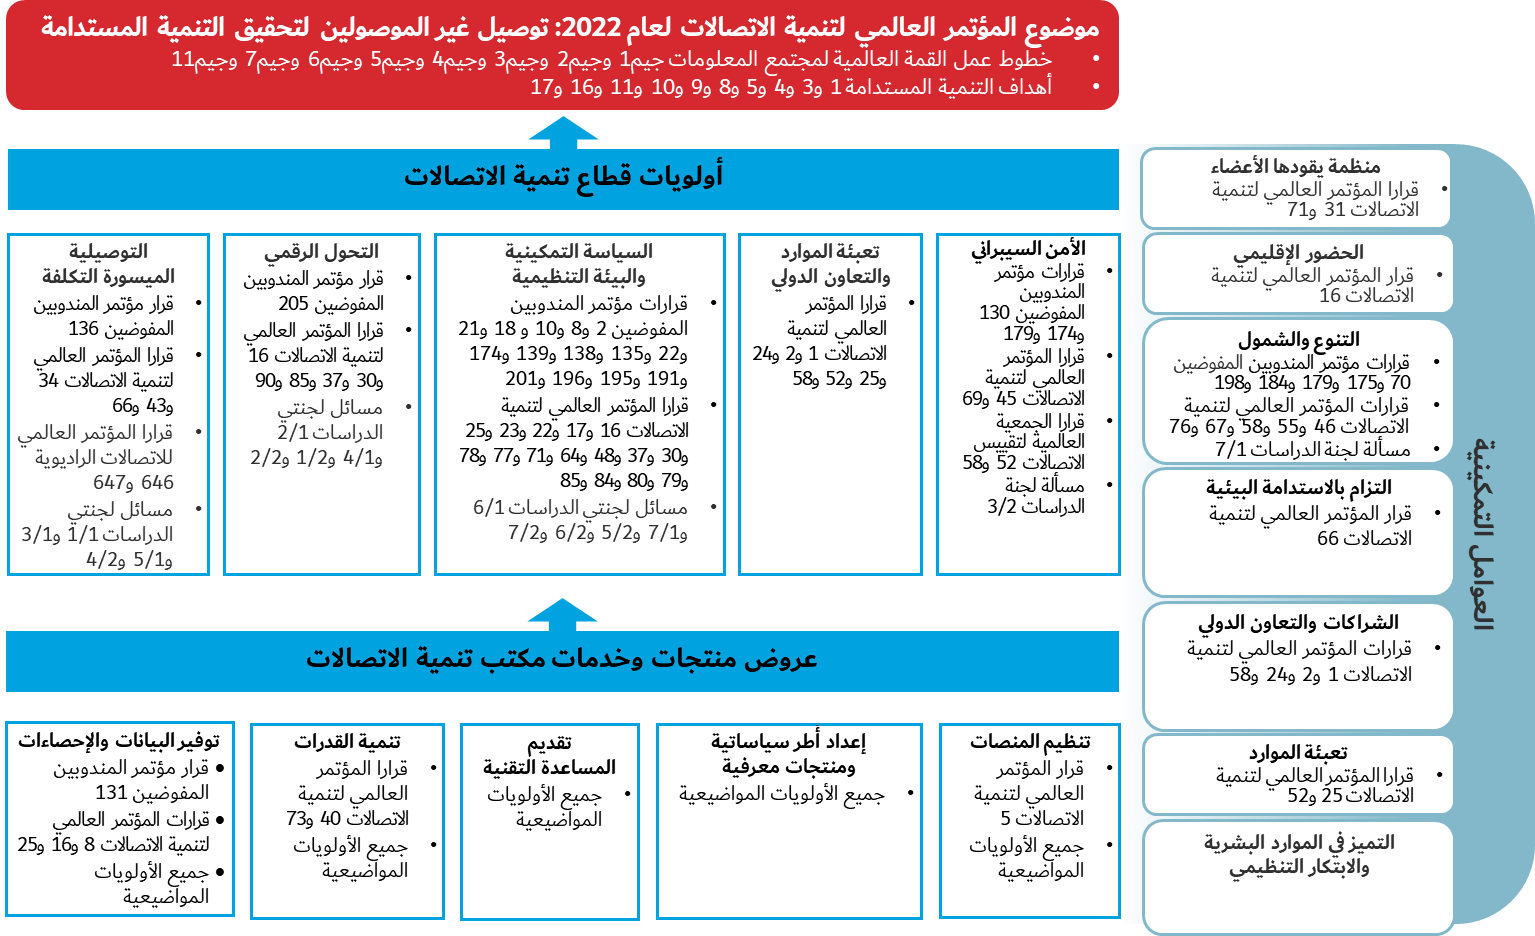 موضوع المؤتمر العالمي لتنمية الاتصالات لعام 2022: توصيل غير الموصولين لتحقيق التنمية المستدامة
• خطوط عمل القمة العالمية لمجتمع المعلومات جيم1 وجيم2 وجيم3 وجيم4 وجيم5 وجيم6 وجيم7 وجيم11
• أهداف التنمية المستدامة 1 و3 و4 و5 و8 و9 و10 و11 و16 و17
أولويات قطاع تنمية الاتصالات
الأمن السيبراني
• قرارات مؤتمر
المندوبين
المفوضين 130
و174 و179
• قرارا المؤتمر
العالمي لتنمية
الاتصالات 45 و69
• قرارا الجمعية
العالمية لتقييس
الاتصالات 52 و58
• مسألة لجنة
الدراسات 3/2
تعبئة الموارد
والتعاون الدولي
• قرارا المؤتمر
العالمي لتنمية
الاتصالات 1 و2 و24
و25 و52 و58
السياسة التمكينية
والبيئة التنظيمية
• قرارات مؤتمر المندوبين
المفوضين 2 و8 و10 و 18 و21
و22 و135 و138 و139 و174
و191 و195 و196 و201
• قرارا المؤتمر العالمي لتنمية
الاتصالات 16 و17 و22 و23 و25
و30 و37 و48 و64 و71 و77 و78
و79 و80 و84 و85
• مسائل لجنتي الدراسات 6/1
و7/1 و5/2 و6/2 و7/2
التحول الرقمي
• قرار مؤتمر المندوبين
المفوضين 205
• قرارا المؤتمر العالمي
لتنمية الاتصالات 16
و30 و37 و85 و90
• مسائل لجنتي
الدراسات 2/1
و4/1 و1/2 و2/2
التوصيلية
الميسورة التكلفة
• قرار مؤتمر المندوبين
المفوضين 136
• قرارا المؤتمر العالمي
لتنمية الاتصالات 34
و43 و66
• قرارا المؤتمر العالمي
للاتصالات الراديوية
646 و647
• مسائل لجنتي
الدراسات 1/1 و3/1
و5/1 و4/2
عروض منتجات وخدمات مكتب تنمية الاتصالات
تنظيم المنصات
• قرار المؤتمر
العالمي لتنمية
الاتصالات 5
• جميع الأولويات
المواضيعية
إعداد أطر سياساتية
ومنتجات معرفية
• جميع الأولويات المواضيعية
تقديم
المساعدة التقنية
• جميع الأولويات
المواضيعية
تنمية القدرات
• قرارا المؤتمر
العالمي لتنمية
الاتصالات 40 و73
• جميع الأولويات
المواضيعية
توفير البيانات والإحصاءات
• قرار مؤتمر المندوبين
المفوضين 131
• قرارات المؤتمر العالمي
لتنمية الاتصالات 8 و16 و25
• جميع الأولويات
المواضيعية
العوامل التمكينية
منظمة يقودها الأعضاء
• قرارا المؤتمر العالمي لتنمية
الاتصالات 31 و71
الحضور الإقليمي
• قرار المؤتمر العالمي لتنمية
الاتصالات 16
التنوع والشمول
• قرارات مؤتمر المندوبين المفوضين
70 و175 و179 و184 و198
• قرارات المؤتمر العالمي لتنمية
الاتصالات 46 و55 و58 و67 و76
• مسألة لجنة الدراسات 7/1
التزام بالاستدامة البيئية
• قرار المؤتمر العالمي لتنمية
الاتصالات 66
الشراكات والتعاون الدولي
• قرارات المؤتمر العالمي لتنمية
الاتصالات 1 و2 و24 و58
تعبئة الموارد
• قرارا المؤتمر العالمي لتنمية
الاتصالات 25 و52
التميز في الموارد البشرية
والابتكار التنظيمي